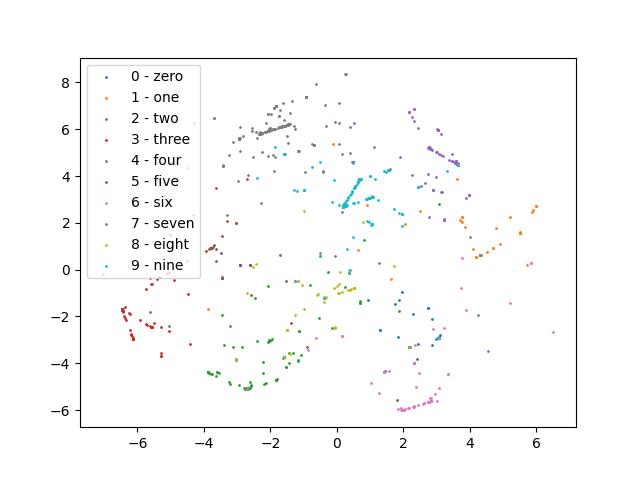 0 - zero
1 - one
2 - two
3 - three
4 - four
5 - five
6 - six
7 - seven
8 - eight
9 - nine
8
6
4
2
0
−2
−4
−6
−6
−4
−2
0
2
4
6